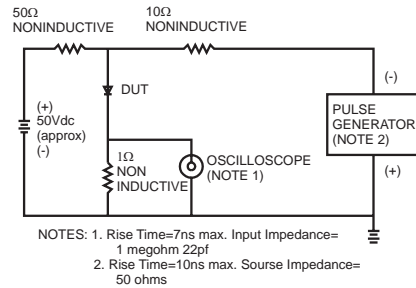 50Ω
NONINDUCTIVE
10Ω
NONINDUCTIVE
DUT
(+)
50Vdc
(approx)
(-)
1Ω
NON
INDUCTIVE
OSCILLOSCOPE
(NOTE 1)
(-)
PULSE
GENERATOR
(NOTE 2)
(+)
NOTES: 1. Rise Time=7ns max. Input Impedance=
1 megohm 22pf
2. Rise Time=10ns max. Sourse Impedance=
50 ohms